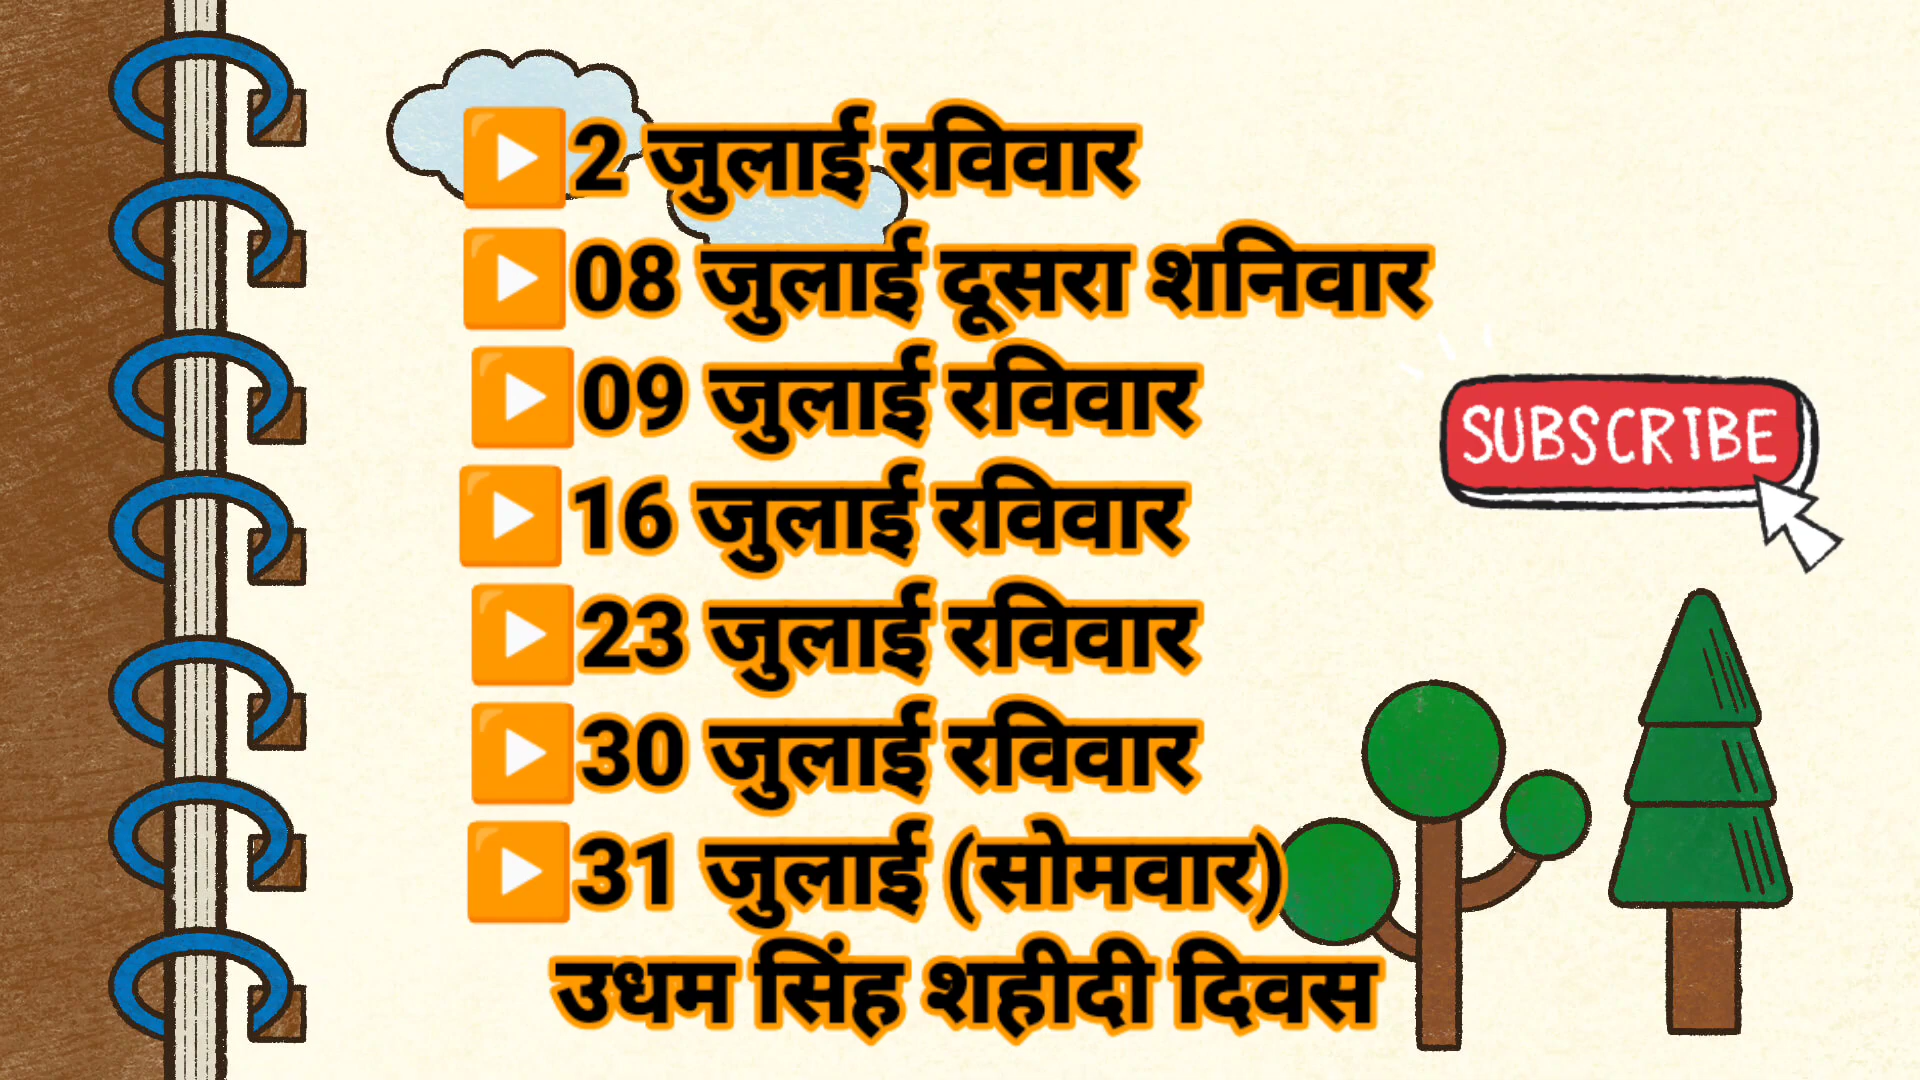 ▶️2 जुलाई रविवार
▶️08 जुलाई दूसरा शनिवार
▶️09 जुलाई रविवार
▶️16 जुलाई रविवार
▶️23 जुलाई रविवार
▶️30 जुलाई रविवार
▶️31 जुलाई (सोमवार)
उधम सिंह शहीदी दिवस
SUBSCRIBE